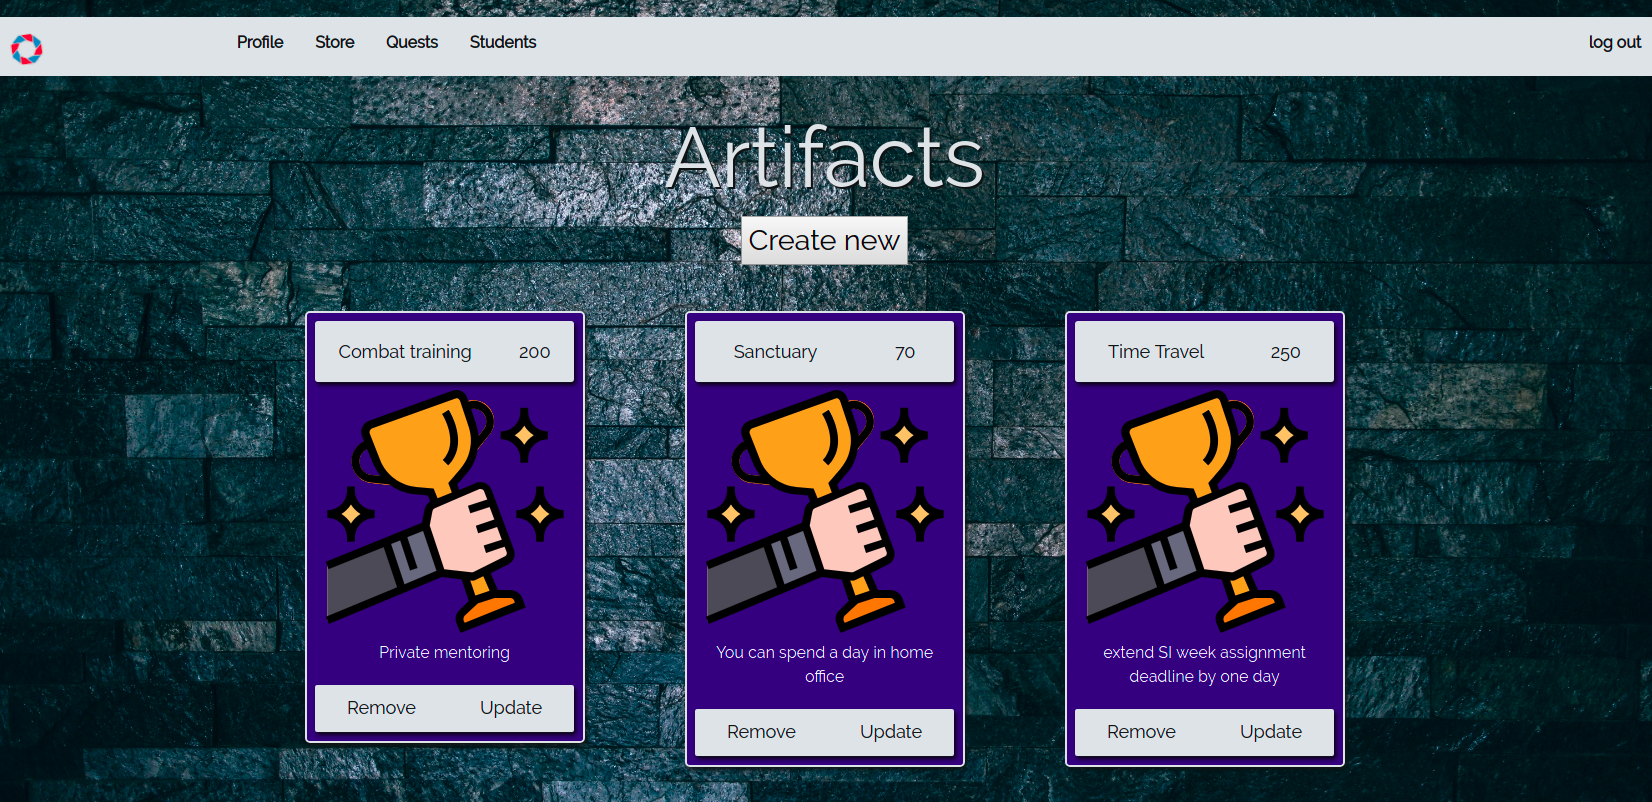 Profile Store Quests Students log out
Artifacts
Create new
Combat training 200
Private mentoring
Remove Update
Sanctuary 70
You can spend a day in home
office
Remove Update
Time Travel 250
extend SI week assignment
deadline by one day
Remove Update